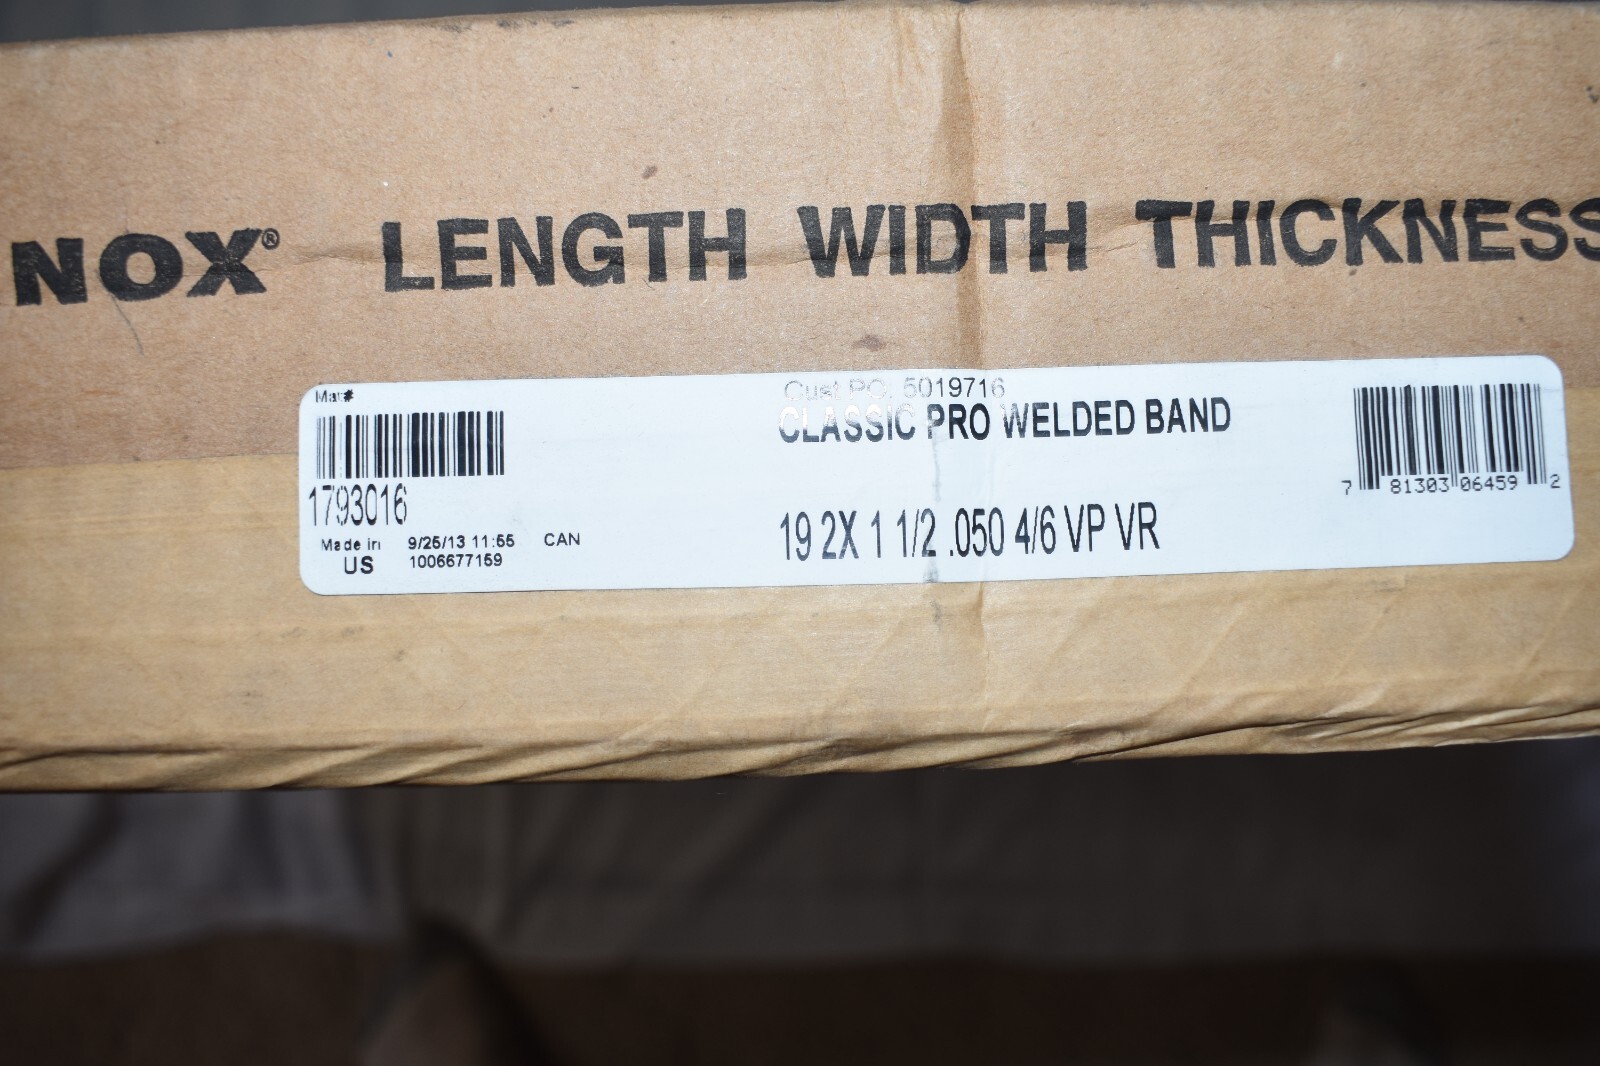 NOX® LENGTH WIDTH THICKNESS
Mat#
1793016
Made in US
9/25/13 11:55 CAN
1006677159
Cust PO. 5019716
CLASSIC PRO WELDED BAND
19 2X 1 1/2 .050 4/6 VP VR
7 81303 06459 2